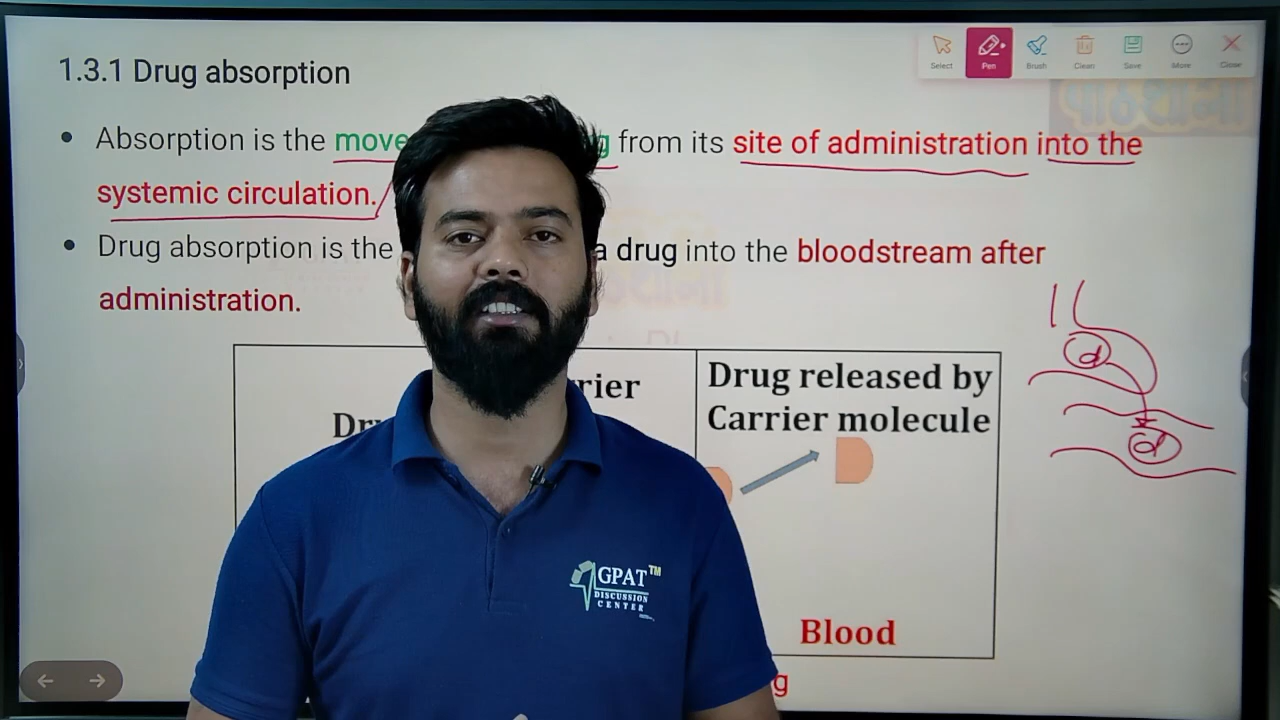 1.3.1 Drug absorption
Select Pen Brush Clean Save More Close
પાઠશાળા
• Absorption is the move g from its site of administration into the
systemic circulation.
• Drug absorption is the a drug into the bloodstream after
administration.
rier
Dr
Drug released by
Carrier molecule
d
d
GPAT TM
DISCUSSION
CENTER
Blood
g